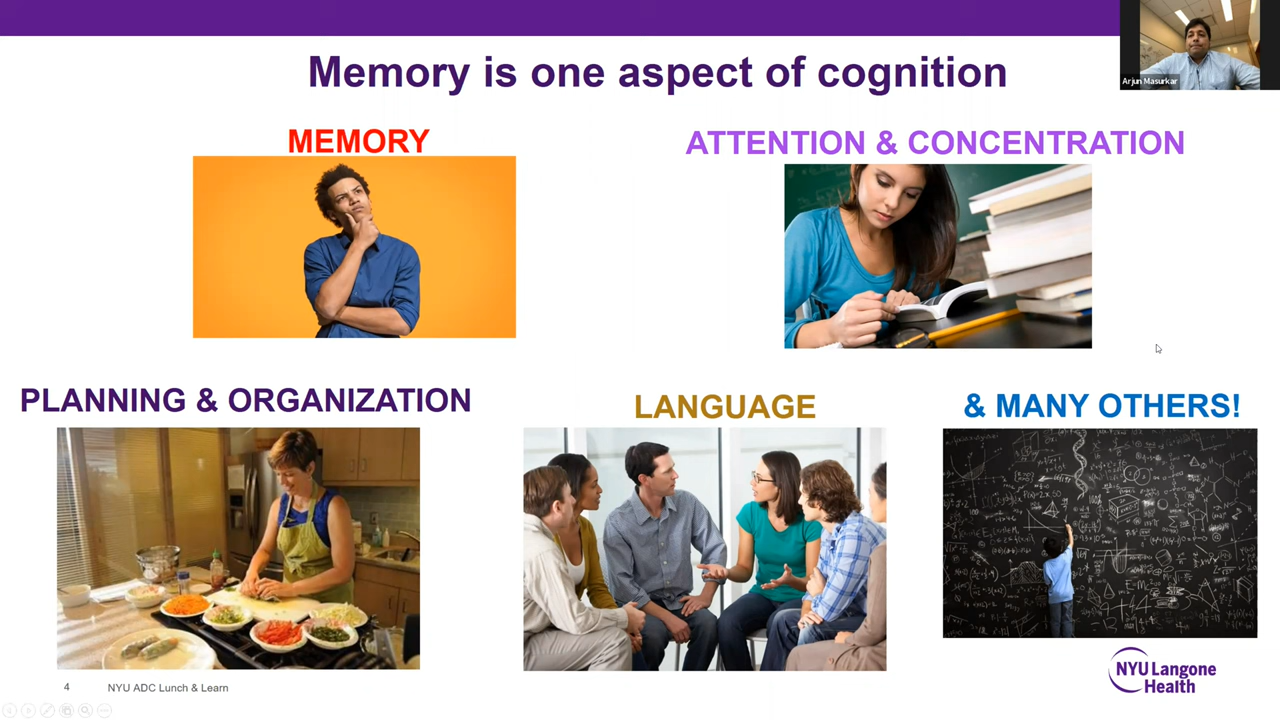 Memory is one aspect of cognition
Arjun Masurkar
MEMORY
ATTENTION & CONCENTRATION
PLANNING & ORGANIZATION
LANGUAGE
& MANY OTHERS!
4
NYU ADC Lunch & Learn
NYU Langone
Health